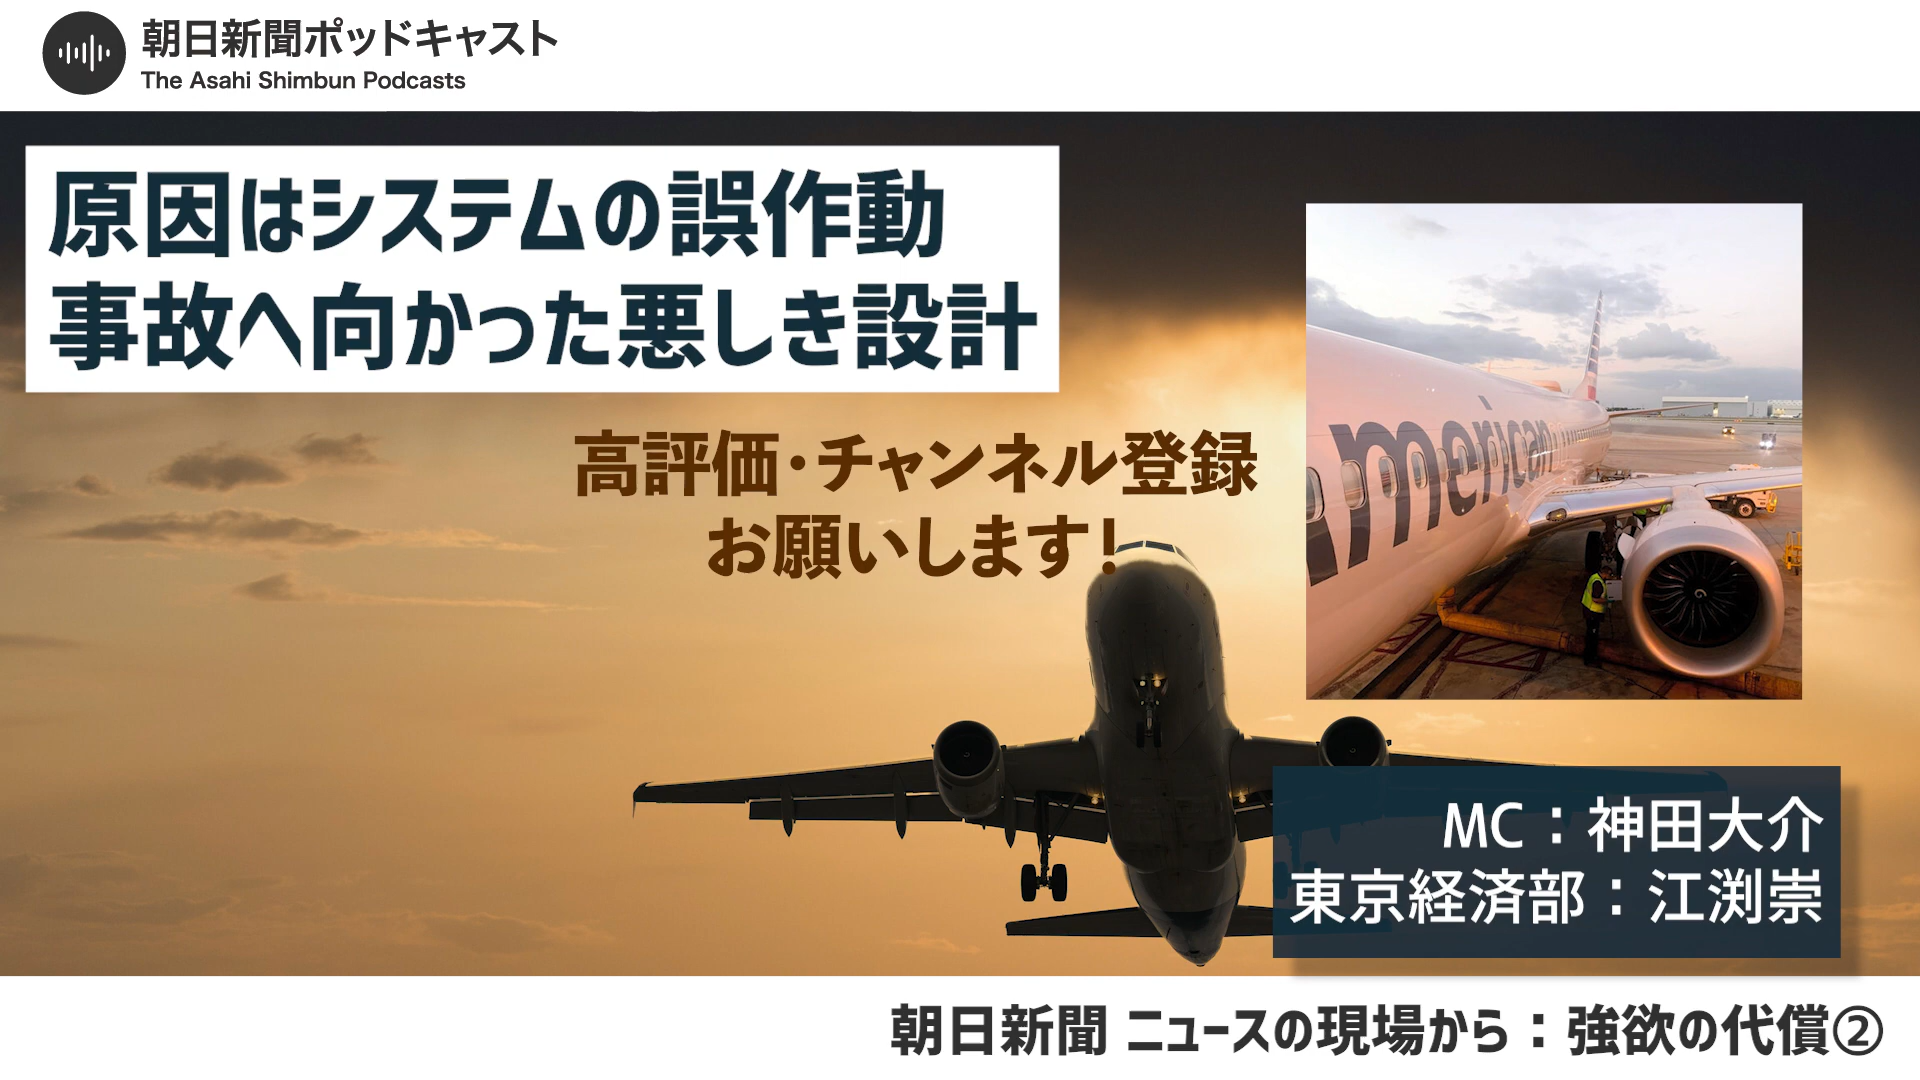 朝日新聞ポッドキャスト
The Asahi Shimbun Podcasts
原因はシステムの誤作動
事故へ向かった悪しき設計
高評価・チャンネル登録
お願いします!
American
MC：神田大介
東京経済部：江渕崇
朝日新聞 ニュースの現場から：強欲の代償②